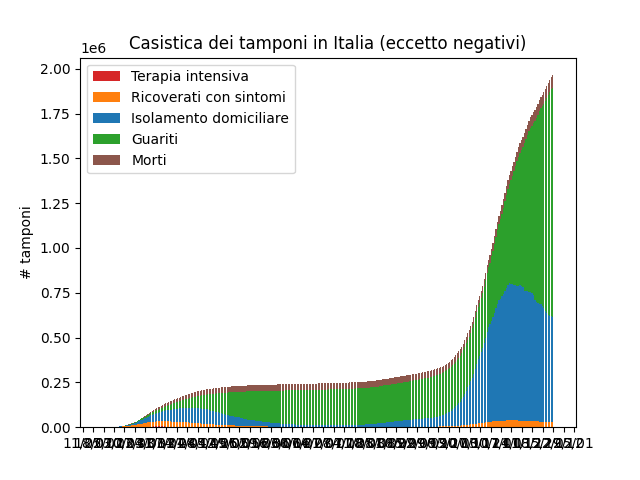 Casistica dei tamponi in Italia (eccetto negativi)
1e6
2.00
1.75
1.50
1.25
1.00
0.75
0.50
0.25
0.00
# tamponi
Terapia intensiva
Ricoverati con sintomi
Isolamento domiciliare
Guariti
Morti